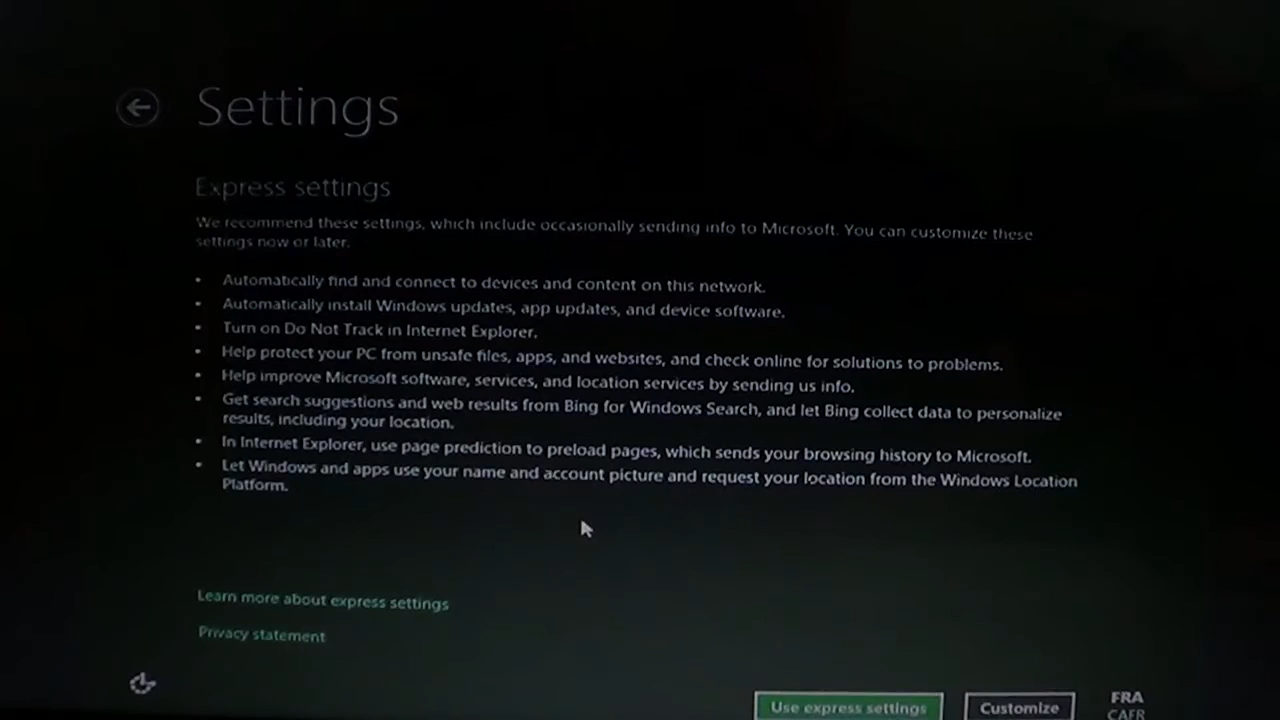 Settings
Express settings
We recommend these settings, which include occasionally sending info to Microsoft. You can customize these
settings now or later.
• Automatically find and connect to devices and content on this network.
• Automatically install Windows updates, app updates, and device software.
• Turn on Do Not Track in Internet Explorer.
• Help protect your PC from unsafe files, apps, and websites, and check online for solutions to problems.
• Help improve Microsoft software, services, and location services by sending us info.
• Get search suggestions and web results from Bing for Windows Search, and let Bing collect data to personalize
results, including your location.
• In Internet Explorer, use page prediction to preload pages, which sends your browsing history to Microsoft.
• Let Windows and apps use your name and account picture and request your location from the Windows Location
Platform.
Learn more about express settings
Privacy statement
Use express settings
Customize
FRA
CAFR